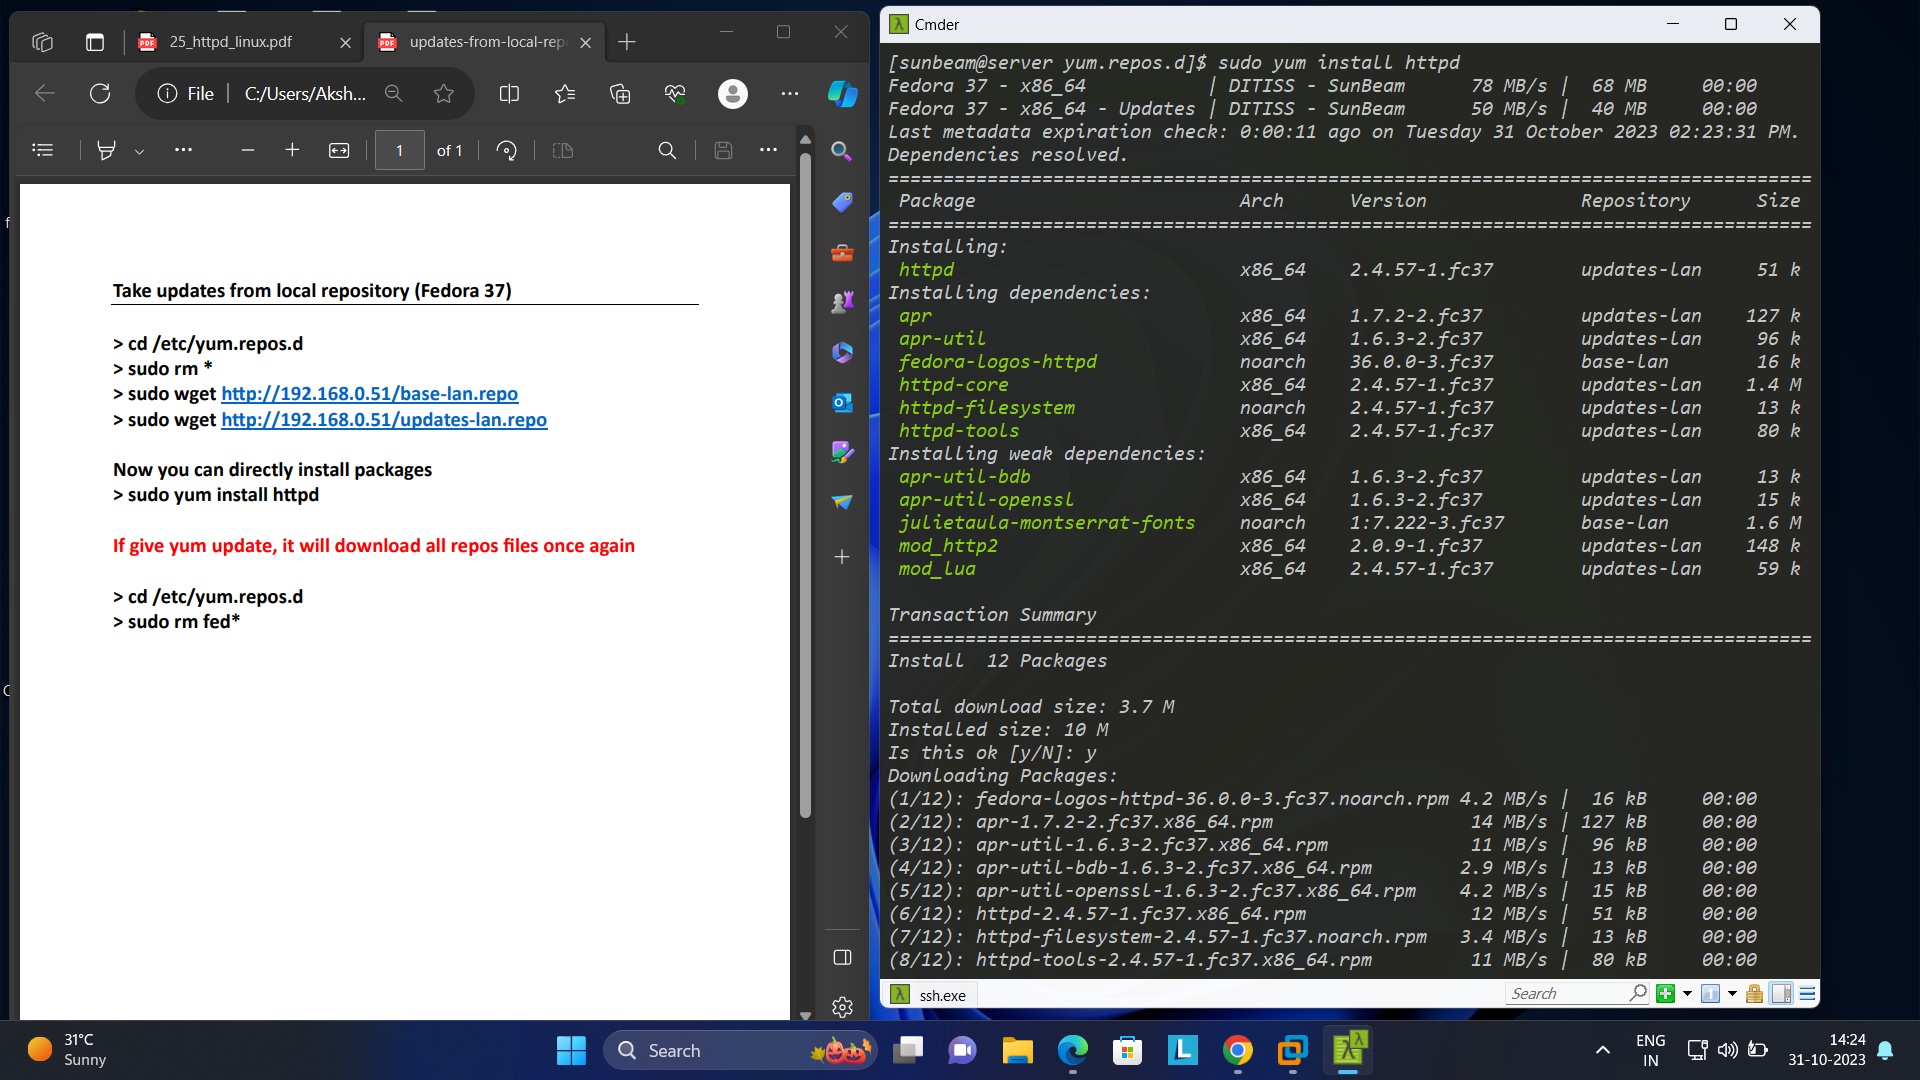 25_httpd_linux.pdf
updates-from-local-rep
File
C:/Users/Aksh...
1
of 1
Take updates from local repository (Fedora 37)
> cd /etc/yum.repos.d
> sudo rm *
> sudo wget http://192.168.0.51/base-lan.repo
> sudo wget http://192.168.0.51/updates-lan.repo
Now you can directly install packages
> sudo yum install httpd
If give yum update, it will download all repos files once again
> cd /etc/yum.repos.d
> sudo rm fed*
Cmder
[sunbeam@server yum.repos.d]$ sudo yum install httpd
Fedora 37 - x86_64 | DITISS - SunBeam 78 MB/s | 68 MB 00:00
Fedora 37 - x86_64 - Updates | DITISS - SunBeam 50 MB/s | 40 MB 00:00
Last metadata expiration check: 0:00:11 ago on Tuesday 31 October 2023 02:23:31 PM.
Dependencies resolved.
====================================================================================
Package Arch Version Repository Size
====================================================================================
Installing:
httpd x86_64 2.4.57-1.fc37 updates-lan 51 k
Installing dependencies:
apr x86_64 1.7.2-2.fc37 updates-lan 127 k
apr-util x86_64 1.6.3-2.fc37 updates-lan 96 k
fedora-logos-httpd noarch 36.0.0-3.fc37 base-lan 16 k
httpd-core x86_64 2.4.57-1.fc37 updates-lan 1.4 M
httpd-filesystem noarch 2.4.57-1.fc37 updates-lan 13 k
httpd-tools x86_64 2.4.57-1.fc37 updates-lan 80 k
Installing weak dependencies:
apr-util-bdb x86_64 1.6.3-2.fc37 updates-lan 13 k
apr-util-openssl x86_64 1.6.3-2.fc37 updates-lan 15 k
julietaula-montserrat-fonts noarch 1:7.222-3.fc37 base-lan 1.6 M
mod_http2 x86_64 2.0.9-1.fc37 updates-lan 148 k
mod_lua x86_64 2.4.57-1.fc37 updates-lan 59 k
Transaction Summary
====================================================================================
Install 12 Packages
Total download size: 3.7 M
Installed size: 10 M
Is this ok [y/N]: y
Downloading Packages:
(1/12): fedora-logos-httpd-36.0.0-3.fc37.noarch.rpm 4.2 MB/s | 16 kB 00:00
(2/12): apr-1.7.2-2.fc37.x86_64.rpm 14 MB/s | 127 kB 00:00
(3/12): apr-util-1.6.3-2.fc37.x86_64.rpm 11 MB/s | 96 kB 00:00
(4/12): apr-util-bdb-1.6.3-2.fc37.x86_64.rpm 2.9 MB/s | 13 kB 00:00
(5/12): apr-util-openssl-1.6.3-2.fc37.x86_64.rpm 4.2 MB/s | 15 kB 00:00
(6/12): httpd-2.4.57-1.fc37.x86_64.rpm 12 MB/s | 51 kB 00:00
(7/12): httpd-filesystem-2.4.57-1.fc37.noarch.rpm 3.4 MB/s | 13 kB 00:00
(8/12): httpd-tools-2.4.57-1.fc37.x86_64.rpm 11 MB/s | 80 kB 00:00
ssh.exe
Search
31°C
Sunny
Search
ENG
IN
14:24
31-10-2023